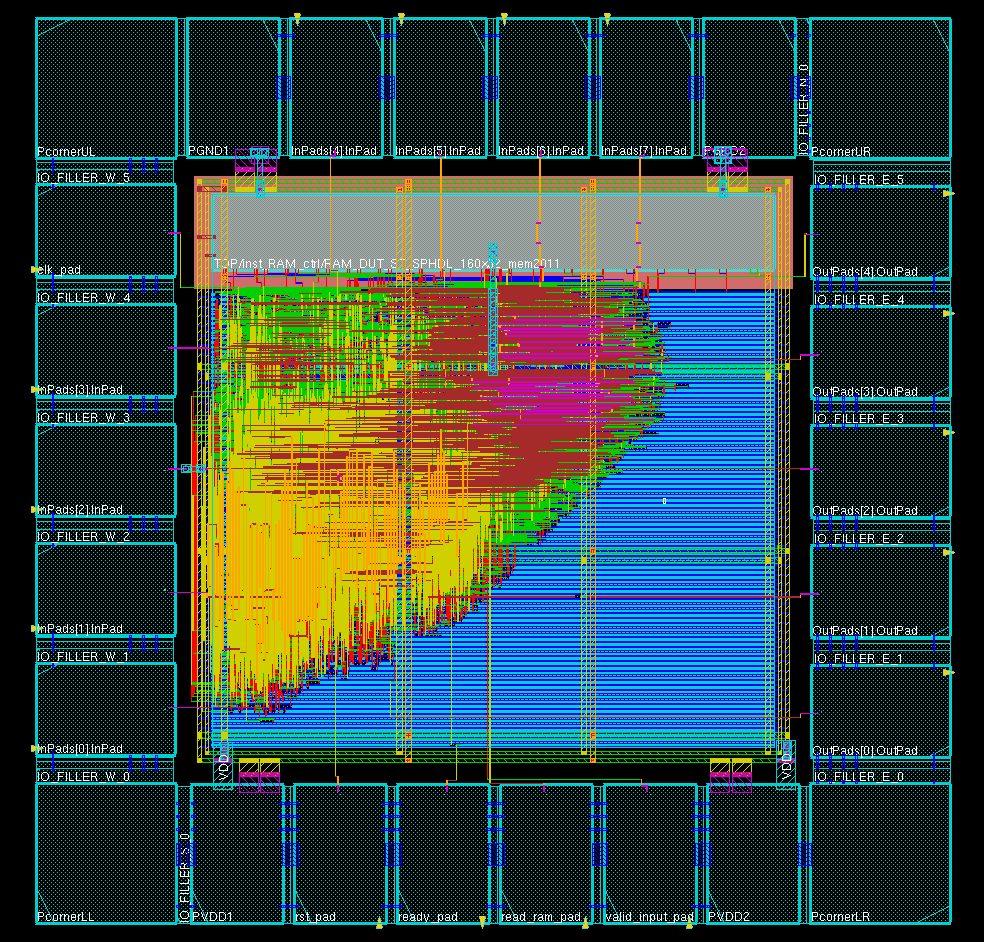 PcornerUL
PGND1
InPads[4].InPad
InPads[5].InPad
InPads[6].InPad
InPads[7].InPad
IO_FILLER_N_0
PcornerUR
IO_FILLER_W_5
IO_FILLER_E_5
clk_pad
TOP/inst_RAM_ctrl/RAM_DUT_ST_SPHDL_160x32_mem2011
OutPads[4].OutPad
IO_FILLER_W_4
IO_FILLER_E_4
InPads[3].InPad
OutPads[3].OutPad
IO_FILLER_W_3
IO_FILLER_E_3
InPads[2].InPad
OutPads[2].OutPad
IO_FILLER_W_2
IO_FILLER_E_2
InPads[1].InPad
OutPads[1].OutPad
IO_FILLER_W_1
IO_FILLER_E_1
InPads[0].InPad
OutPads[0].OutPad
IO_FILLER_W_0
VDD
VDD
IO_FILLER_E_0
PcornerLL
IO_FILLER_S_0
PVDD1
rst_pad
ready_pad
read_ram_pad
valid_input_pad
PVDD2
PcornerLR